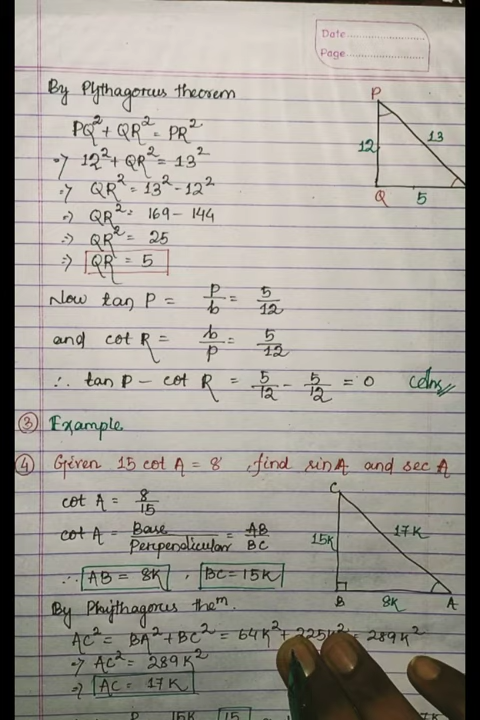 Date
Page
By Pythagorus theorem
PQ² + QR² = PR²
=> 12² + QR² = 13²
=> QR² = 13² - 12²
=> QR² = 169 - 144
=> QR² = 25
=> QR = 5
P
12
13
Q
5
Now tan P = p/b = 5/12
and cot R = b/p = 5/12
∴ tan P - cot R = 5/12 - 5/12 = 0
③ Example
④ Given 15 cot A = 8, find sin A and sec A
cot A = 8/15
cot A = Base/Perpendicular = AB/BC
∴ AB = 8K, BC = 15K
C
15K
17K
B
8K
A
By Phythagorus theᵐ.
AC² = BA² + BC² = 64K² + 225K² = 289K²
=> AC² = 289K²
=> AC = 17K